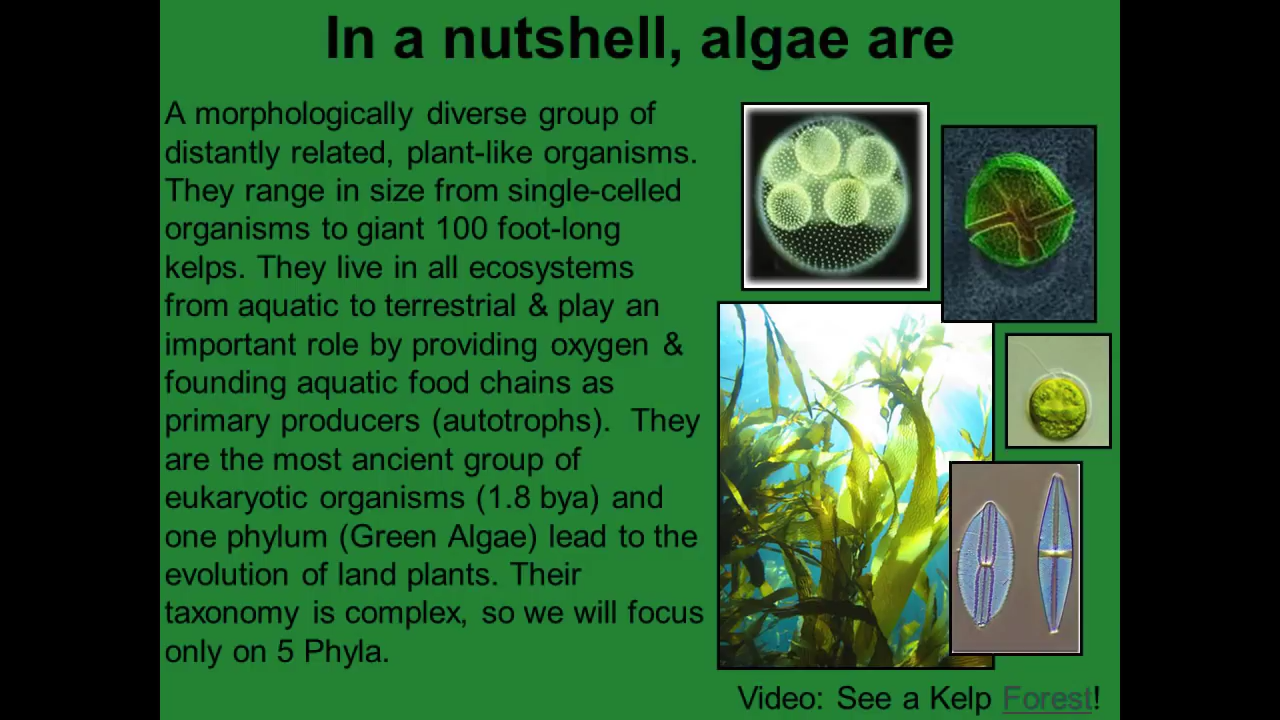 In a nutshell, algae are
A morphologically diverse group of
distantly related, plant-like organisms.
They range in size from single-celled
organisms to giant 100 foot-long
kelps. They live in all ecosystems
from aquatic to terrestrial & play an
important role by providing oxygen &
founding aquatic food chains as
primary producers (autotrophs). They
are the most ancient group of
eukaryotic organisms (1.8 bya) and
one phylum (Green Algae) lead to the
evolution of land plants. Their
taxonomy is complex, so we will focus
only on 5 Phyla.
Video: See a Kelp Forest!